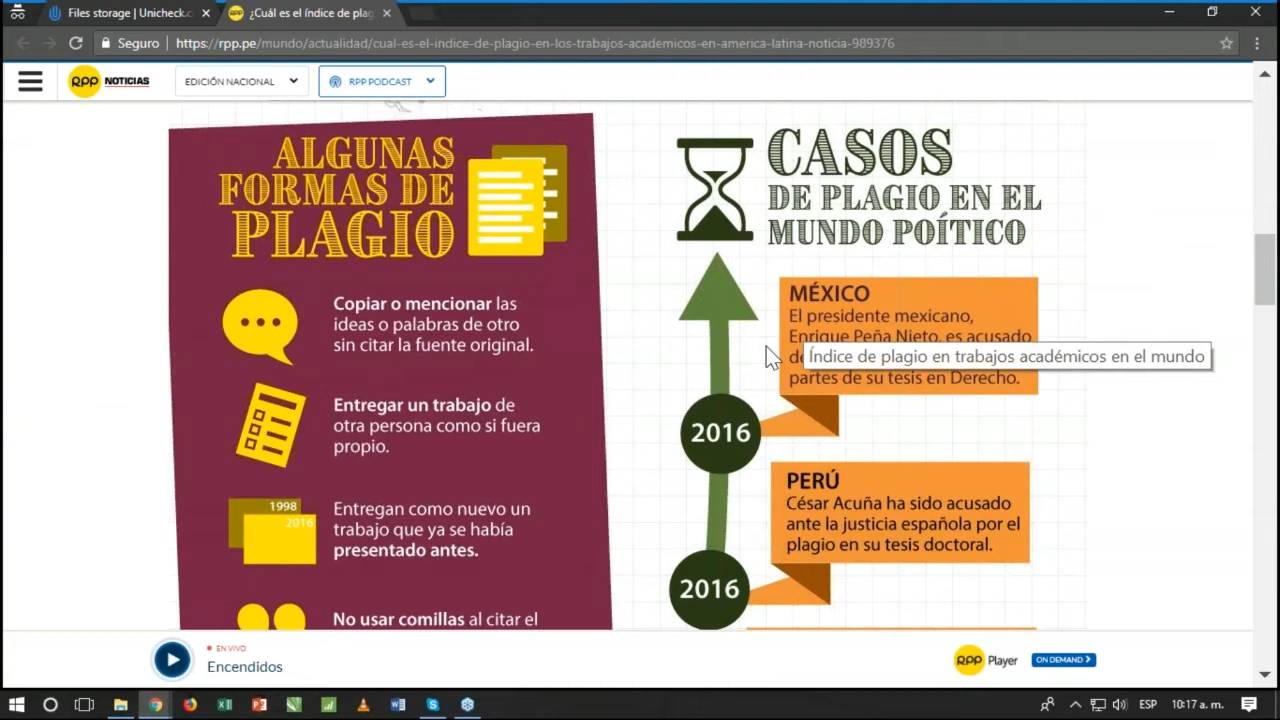 Files storage | Unicheck.c
¿Cuál es el índice de plag
Seguro
https://rpp.pe/mundo/actualidad/cual-es-el-indice-de-plagio-en-los-trabajos-academicos-en-america-latina-noticia-989376
RPP NOTICIAS
EDICIÓN NACIONAL
RPP PODCAST
ALGUNAS
FORMAS DE
PLAGIO
Copiar o mencionar las
ideas o palabras de otro
sin citar la fuente original.
Entregar un trabajo de
otra persona como si fuera
propio.
1998
2016
Entregan como nuevo un
trabajo que ya se había
presentado antes.
No usar comillas al citar el
CASOS
DE PLAGIO EN EL
MUNDO POÍTICO
MÉXICO
El presidente mexicano,
Enrique Peña Nieto, es acusado
de
Índice de plagio en trabajos académicos en el mundo
partes de su tesis en Derecho.
2016
PERÚ
César Acuña ha sido acusado
ante la justicia española por el
plagio en su tesis doctoral.
2016
EN VIVO
Encendidos
RPP Player
ON DEMAND
ESP
10:17 a. m.